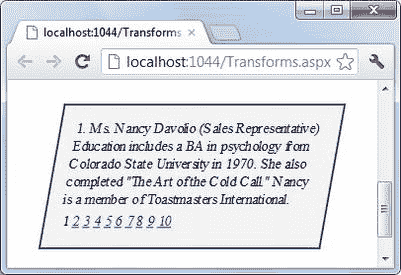 localhost:1044/Transforms
localhost:1044/Transforms.aspx
1. Ms. Nancy Davolio (Sales Representative)
Education includes a BA in psychology from
Colorado State University in 1970. She also
completed "The Art of the Cold Call." Nancy
is a member of Toastmasters International.
1 2 3 4 5 6 7 8 9 10